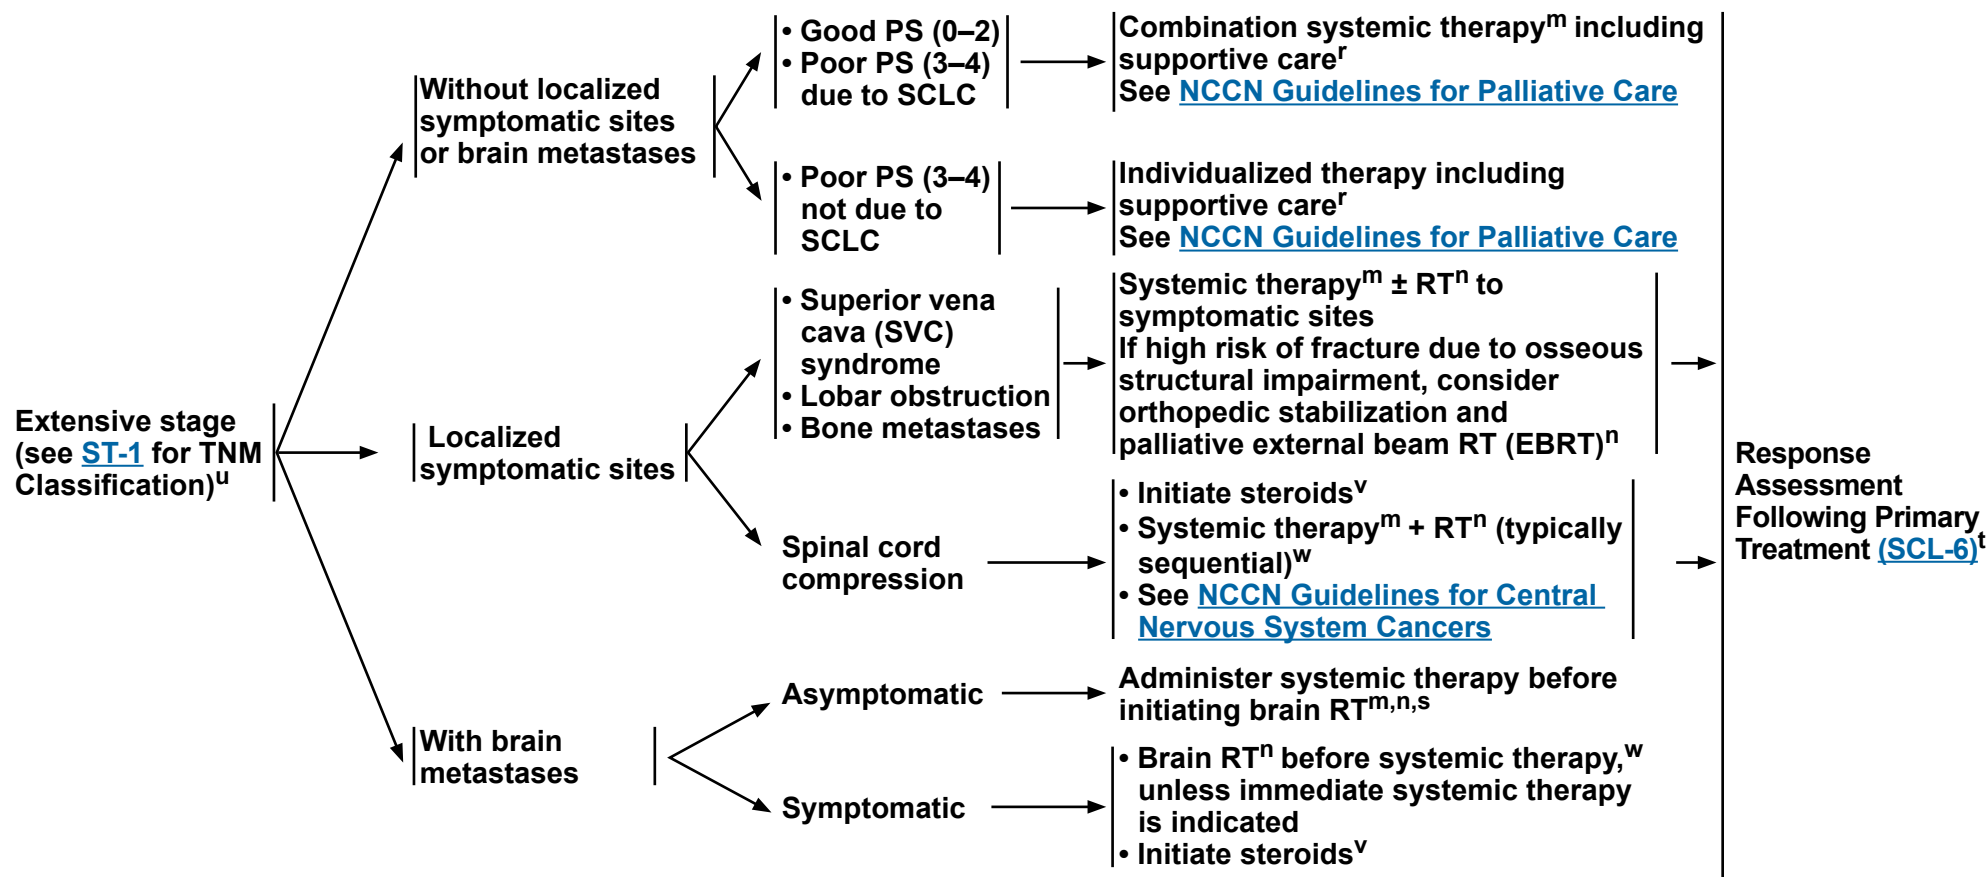 Extensive stage
(see ST-1 for TNM
Classification)ᵘ
Without localized
symptomatic sites
or brain metastases
• Good PS (0–2)
• Poor PS (3–4)
due to SCLC
Combination systemic therapyᵐ including
supportive careʳ
See NCCN Guidelines for Palliative Care
• Poor PS (3–4)
not due to
SCLC
Individualized therapy including
supportive careʳ
See NCCN Guidelines for Palliative Care
Localized
symptomatic sites
• Superior vena
cava (SVC)
syndrome
• Lobar obstruction
• Bone metastases
Systemic therapyᵐ ± RTⁿ to
symptomatic sites
If high risk of fracture due to osseous
structural impairment, consider
orthopedic stabilization and
palliative external beam RT (EBRT)ⁿ
Spinal cord
compression
• Initiate steroidsᵛ
• Systemic therapyᵐ + RTⁿ (typically
sequential)ʷ
• See NCCN Guidelines for Central
Nervous System Cancers
With brain
metastases
Asymptomatic
Administer systemic therapy before
initiating brain RTᵐ,ⁿ,ˢ
Symptomatic
• Brain RTⁿ before systemic therapy,ʷ
unless immediate systemic therapy
is indicated
• Initiate steroidsᵛ
Response
Assessment
Following Primary
Treatment (SCL-6)ᵗ